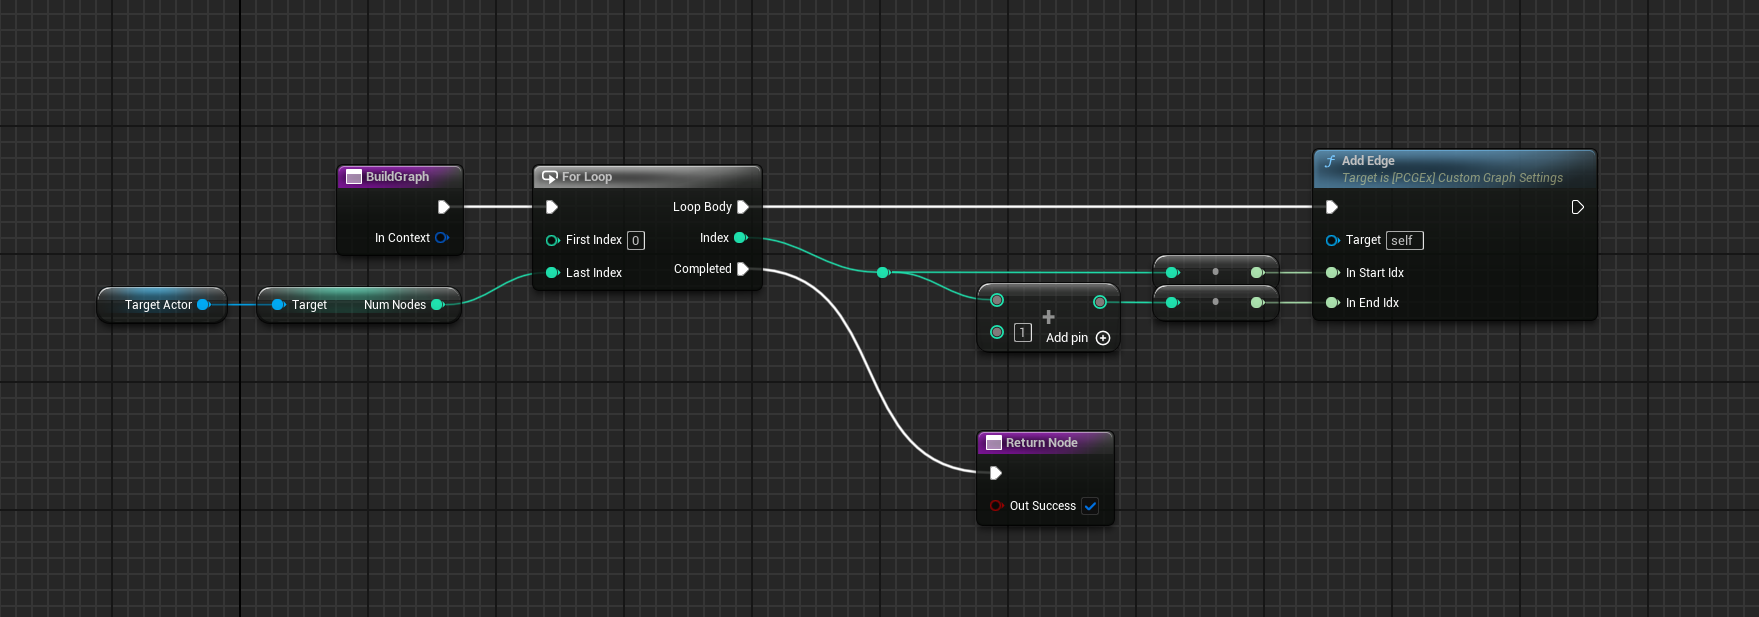 BuildGraph
In Context
For Loop
Loop Body
First Index 0
Index
Last Index
Completed
Target Actor
Target
Num Nodes
1
Add pin
Add Edge
Target is [PCGEx] Custom Graph Settings
Target self
In Start Idx
In End Idx
Return Node
Out Success